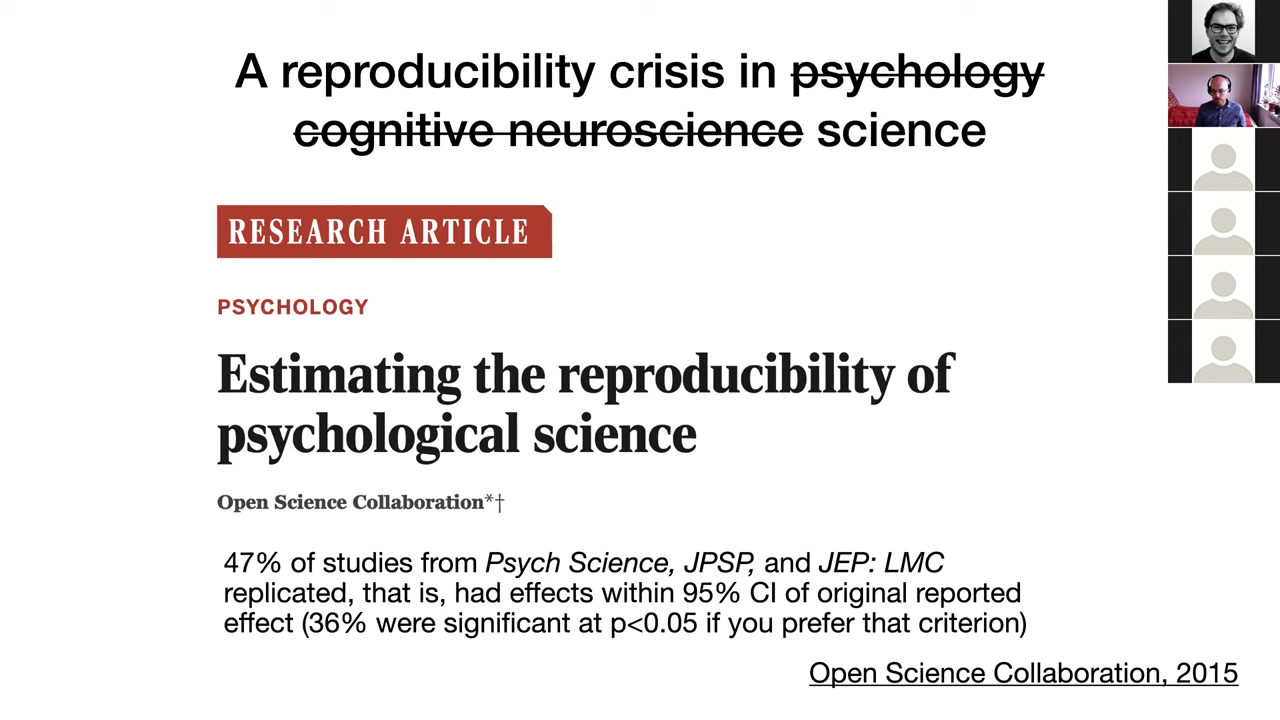 A reproducibility crisis in psychology
cognitive neuroscience science
RESEARCH ARTICLE
PSYCHOLOGY
Estimating the reproducibility of
psychological science
Open Science Collaboration*†
47% of studies from Psych Science, JPSP, and JEP: LMC
replicated, that is, had effects within 95% CI of original reported
effect (36% were significant at p<0.05 if you prefer that criterion)
Open Science Collaboration, 2015